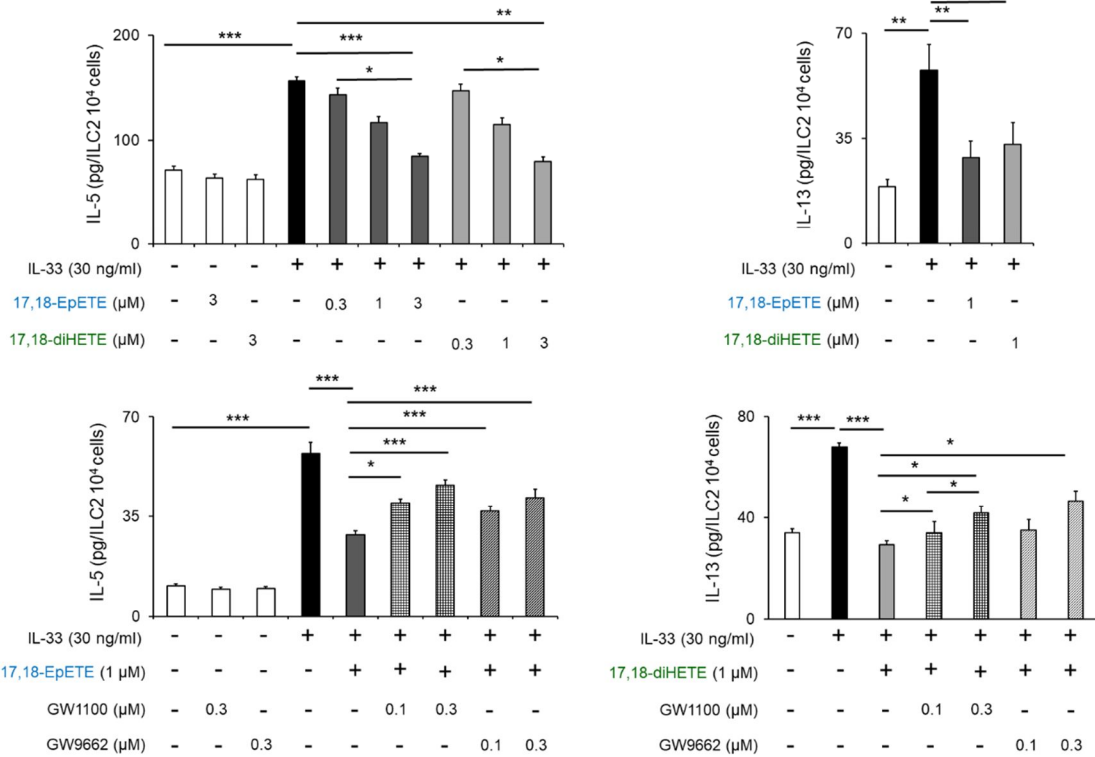 **
*** ***
* *
200
100
0
IL-5 (pg/ILC2 10⁴ cells)
IL-33 (30 ng/ml) - - - + + + + + + +
17,18-EpETE (µM) - 3 - - 0.3 1 3 - - -
17,18-diHETE (µM) - - 3 - - - - 0.3 1 3
** **
70
35
0
IL-13 (pg/ILC2 10⁴ cells)
IL-33 (30 ng/ml) - + + +
17,18-EpETE (µM) - - 1 -
17,18-diHETE (µM) - - - 1
*** ***
*** ***
***
*
70
35
0
IL-5 (pg/ILC2 10⁴ cells)
IL-33 (30 ng/ml) - - - + + + + + +
17,18-EpETE (1 µM) - - - - + + + + +
GW1100 (µM) - 0.3 - - - 0.1 0.3 - -
GW9662 (µM) - - 0.3 - - - - 0.1 0.3
*** ***
*
*
*
*
80
40
0
IL-13 (pg/ILC2 10⁴ cells)
IL-33 (30 ng/ml) - + + + + + +
17,18-diHETE (1 µM) - - + + + + +
GW1100 (µM) - - - 0.1 0.3 - -
GW9662 (µM) - - - - - 0.1 0.3